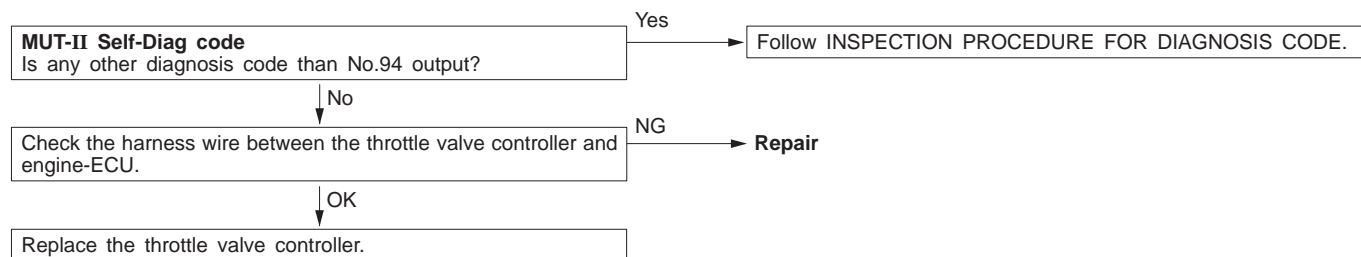 Yes
MUT-II Self-Diag code
Is any other diagnosis code than No.94 output?
Follow INSPECTION PROCEDURE FOR DIAGNOSIS CODE.
No
Check the harness wire between the throttle valve controller and
engine-ECU.
NG
Repair
OK
Replace the throttle valve controller.